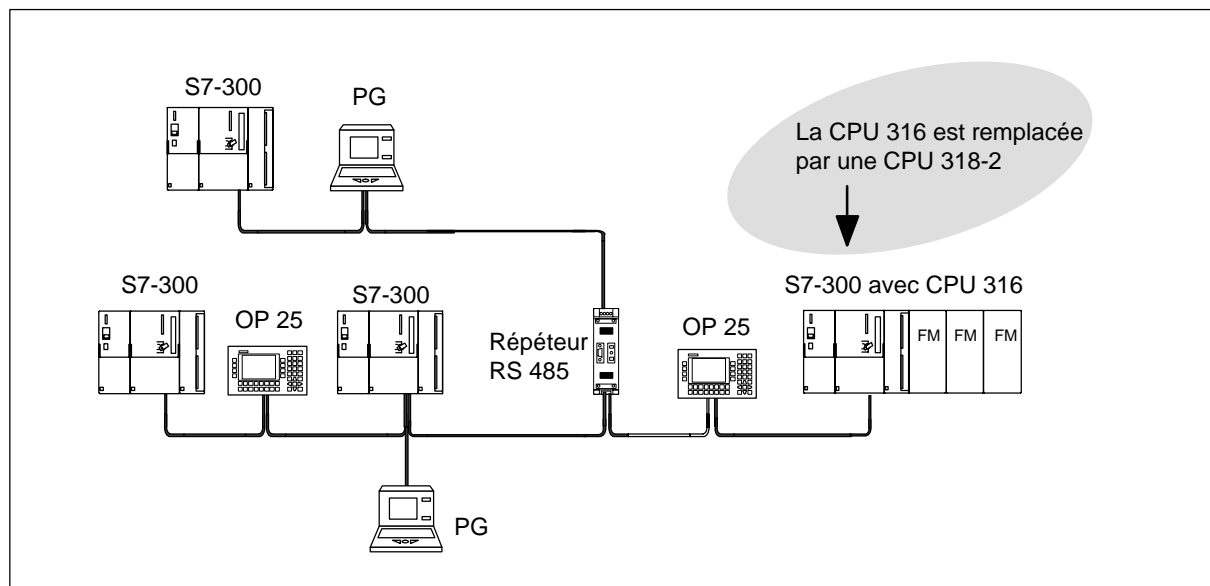 S7-300
PG
La CPU 316 est remplacée
par une CPU 318-2
S7-300
OP 25
S7-300
Répéteur
RS 485
OP 25
S7-300 avec CPU 316
FM FM FM
PG